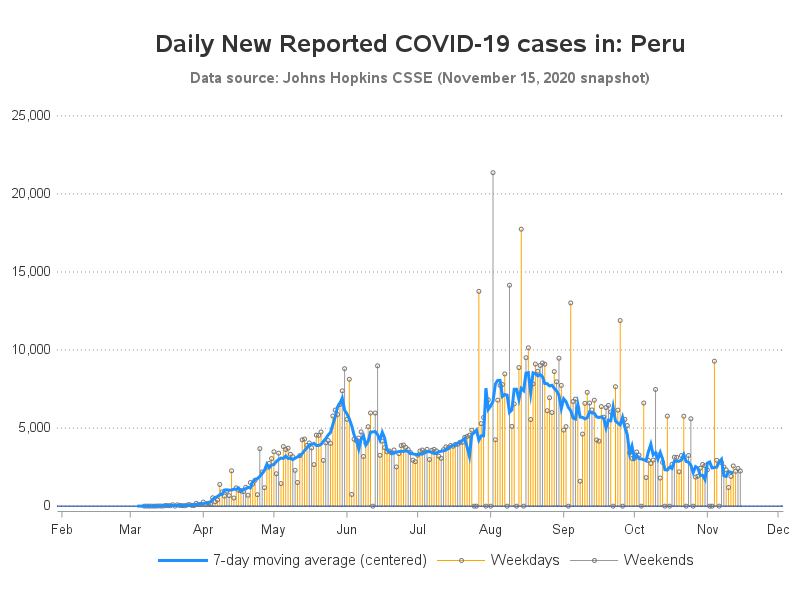 Daily New Reported COVID-19 cases in: Peru
Data source: Johns Hopkins CSSE (November 15, 2020 snapshot)
25,000
20,000
15,000
10,000
5,000
0
Feb Mar Apr May Jun Jul Aug Sep Oct Nov Dec
7-day moving average (centered) Weekdays Weekends